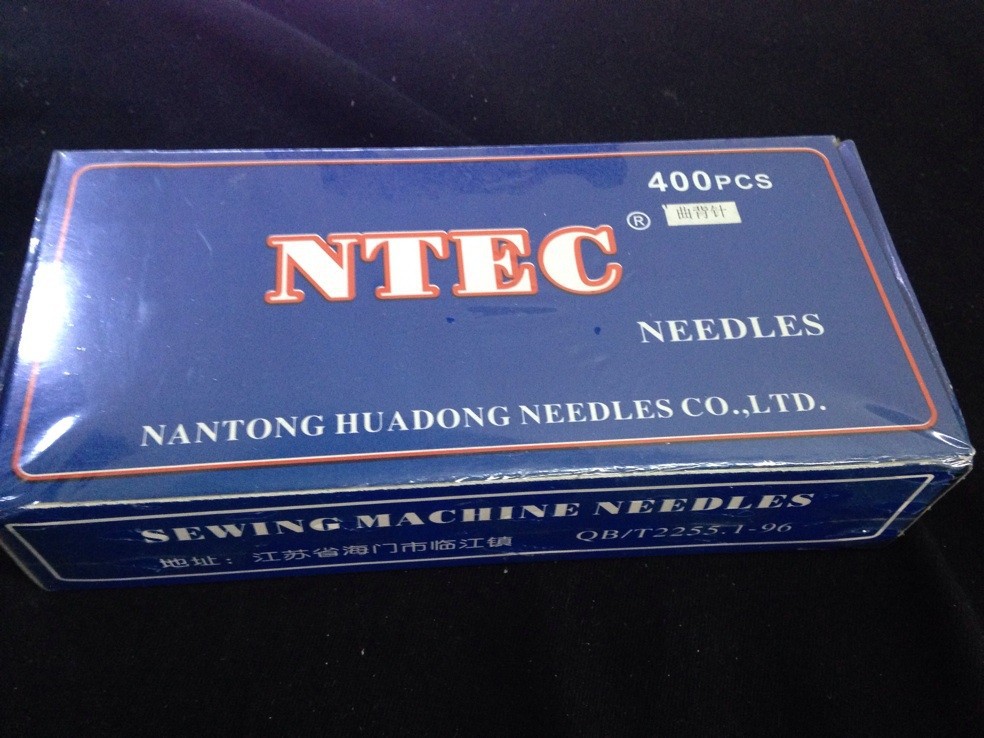 400PCS
曲背针
NTEC®
NEEDLES
NANTONG HUADONG NEEDLES CO.,LTD.
SEWING MACHINE NEEDLES
地址：江苏省海门市临江镇 QB/T2255.1-96